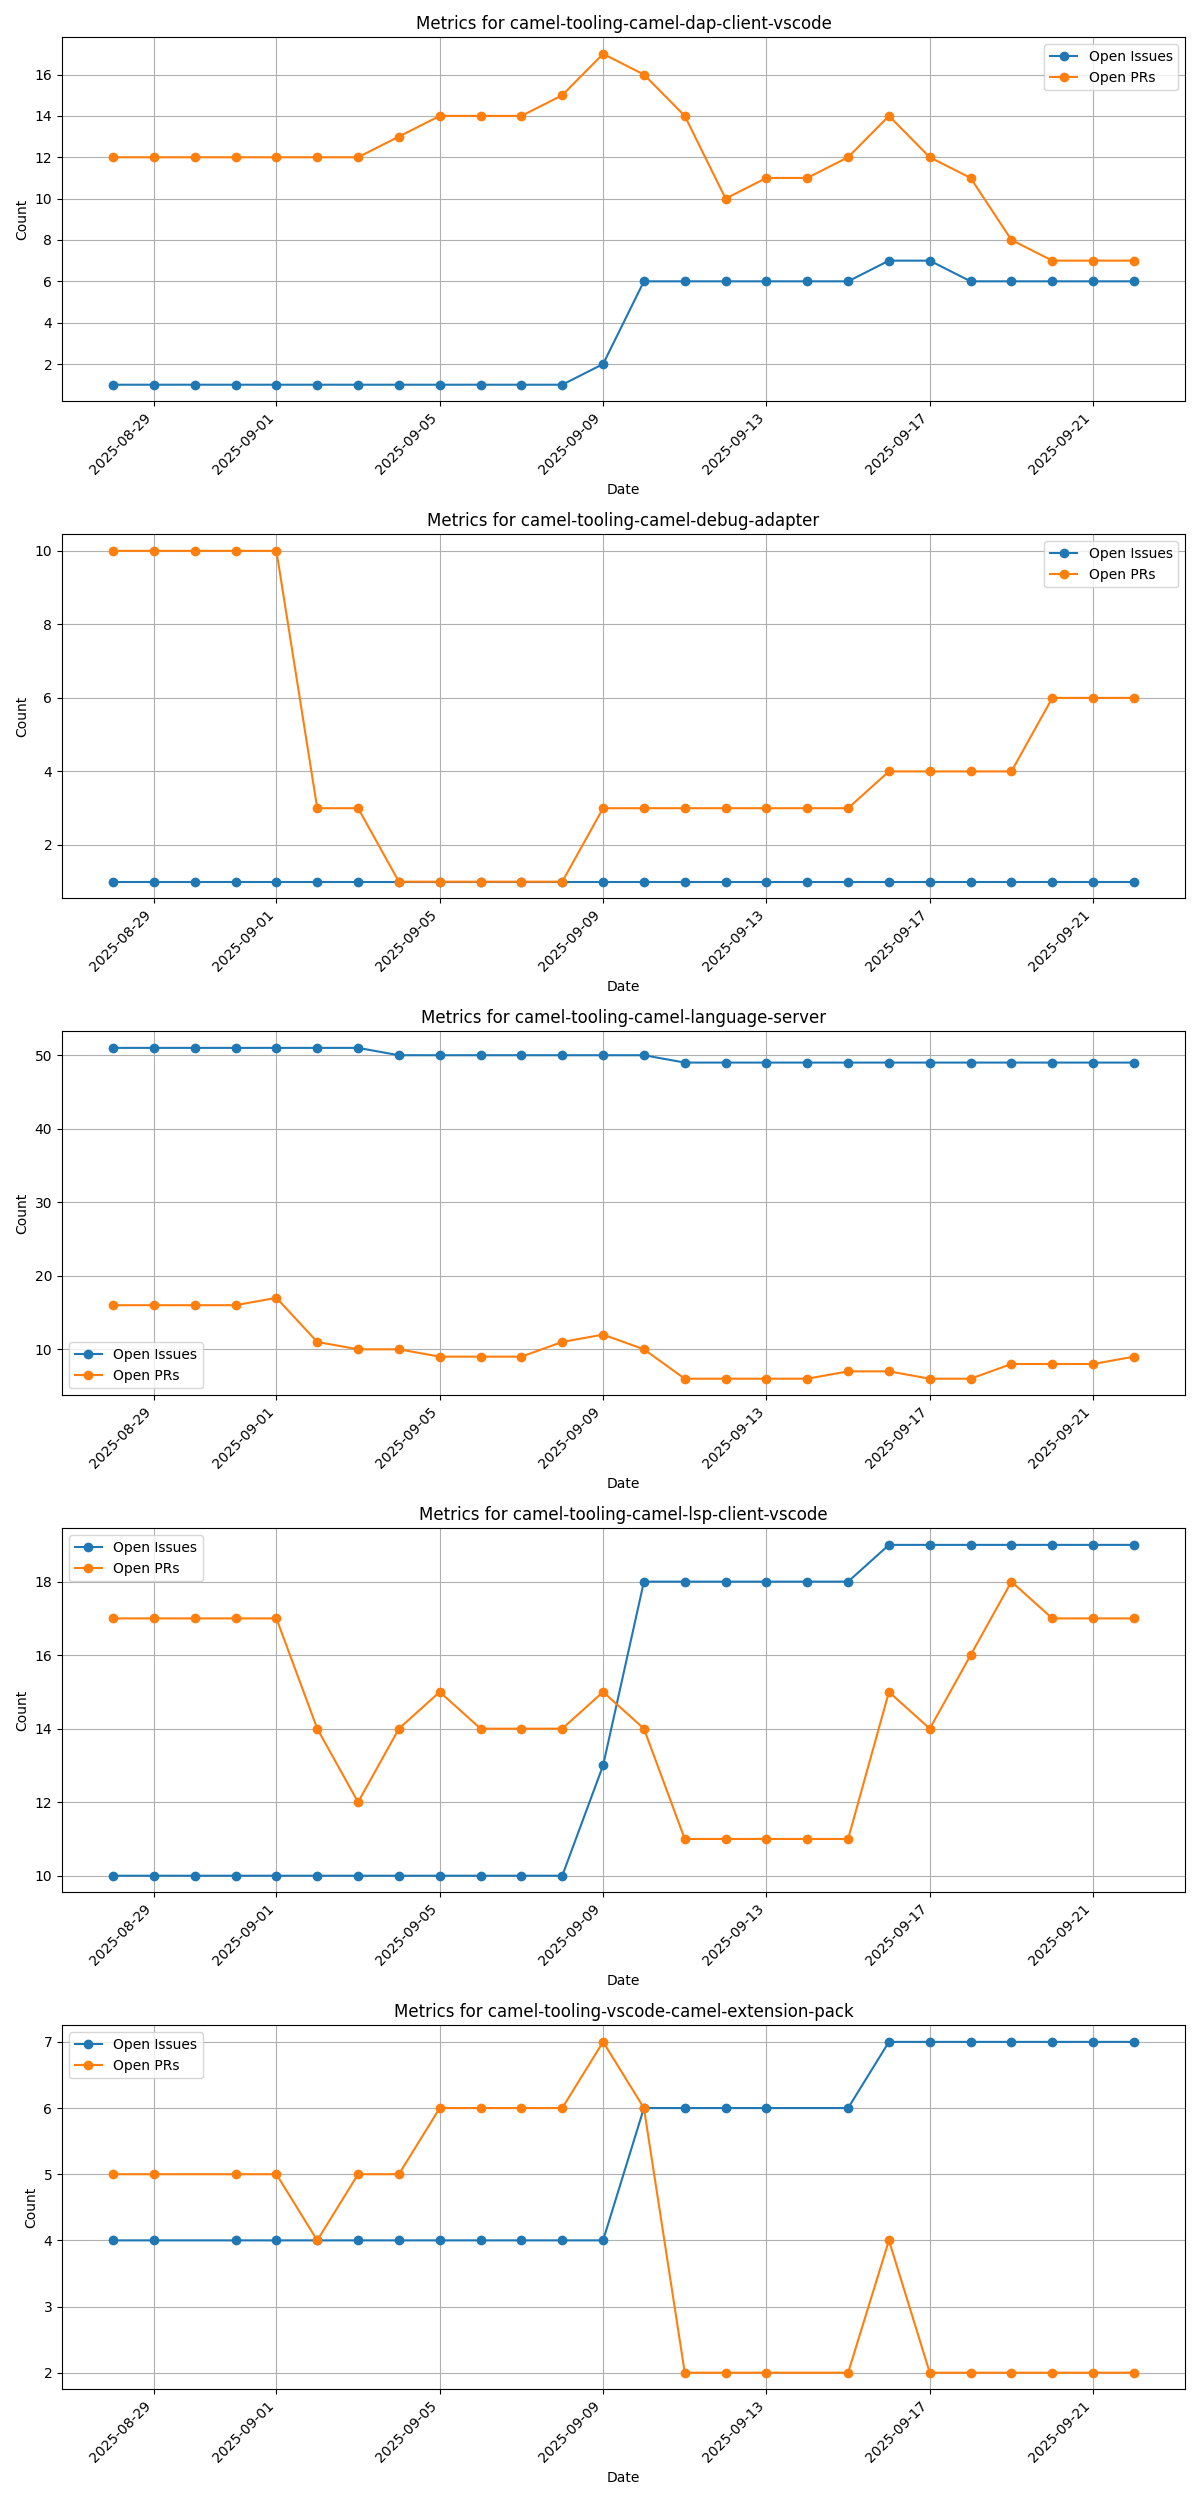 Metrics for camel-tooling-camel-dap-client-vscode
Open Issues
Open PRs
16
14
12
10
8
6
4
2
Count
2025-08-29
2025-09-01
2025-09-05
2025-09-09
2025-09-13
2025-09-17
2025-09-21
Date
Metrics for camel-tooling-camel-debug-adapter
Open Issues
Open PRs
10
8
6
4
2
Count
2025-08-29
2025-09-01
2025-09-05
2025-09-09
2025-09-13
2025-09-17
2025-09-21
Date
Metrics for camel-tooling-camel-language-server
50
40
30
20
10
Count
Open Issues
Open PRs
2025-08-29
2025-09-01
2025-09-05
2025-09-09
2025-09-13
2025-09-17
2025-09-21
Date
Metrics for camel-tooling-camel-lsp-client-vscode
Open Issues
Open PRs
18
16
14
12
10
Count
2025-08-29
2025-09-01
2025-09-05
2025-09-09
2025-09-13
2025-09-17
2025-09-21
Date
Metrics for camel-tooling-vscode-camel-extension-pack
Open Issues
Open PRs
7
6
5
4
3
2
Count
2025-08-29
2025-09-01
2025-09-05
2025-09-09
2025-09-13
2025-09-17
2025-09-21
Date